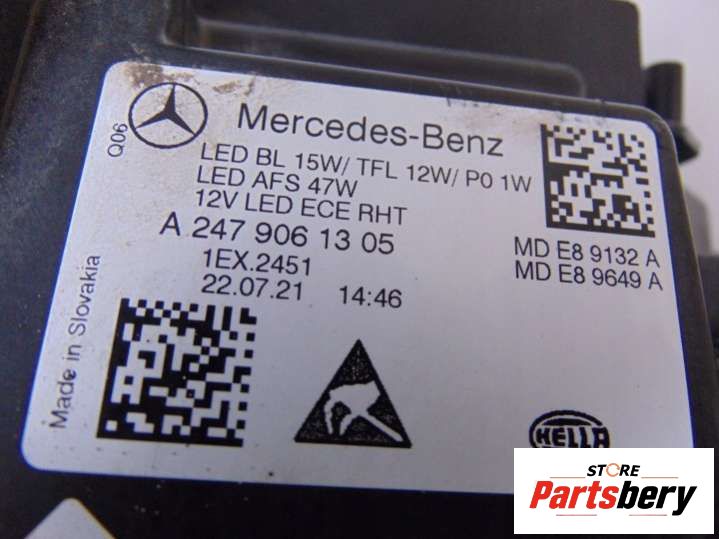 Q06
Mercedes-Benz
LED BL 15W/ TFL 12W/ P0 1W
LED AFS 47W
12V LED ECE RHT
A 247 906 13 05
1EX.2451
22.07.21 14:46
MD E8 9132 A
MD E8 9649 A
Made in Slovakia
HELLA
STORE
Partsbery